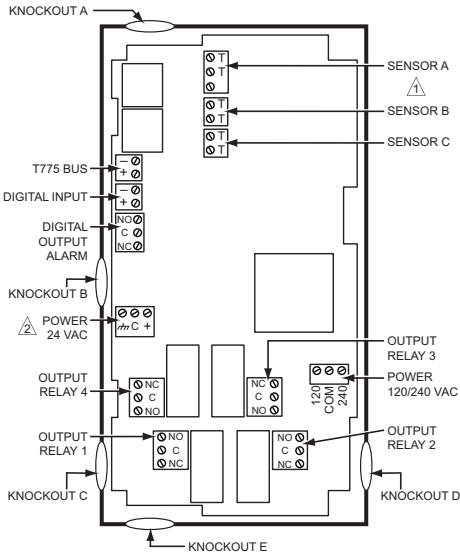 KNOCKOUT A
T
T
SENSOR A
1
T
T
SENSOR B
T
T
SENSOR C
T775 BUS
–
+
DIGITAL INPUT
–
+
DIGITAL
OUTPUT
ALARM
NO
C
NC
KNOCKOUT B
2
POWER
24 VAC
C +
OUTPUT
RELAY 3
NC
C
NO
120
COM
240
POWER
120/240 VAC
OUTPUT
RELAY 4
NC
C
NO
OUTPUT
RELAY 1
NO
C
NC
NO
C
NC
OUTPUT
RELAY 2
KNOCKOUT C
KNOCKOUT D
KNOCKOUT E